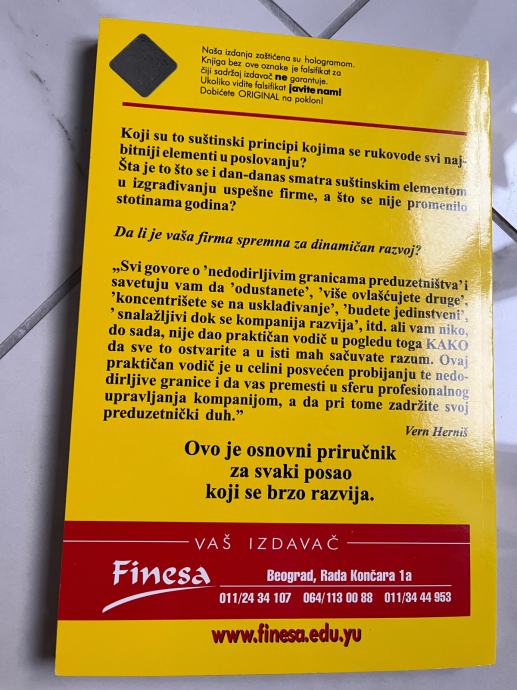 Naša izdanja zaštićena su hologramom.
Knjiga bez ove oznake je falsifikat za
čiji sadržaj izdavač ne garantuje.
Ukoliko vidite falsifikat javite nam!
Dobićete ORIGINAL na poklon!
Koji su to suštinski principi kojima se rukovode svi naj-
bitniji elementi u poslovanju?
Šta je to što se i dan-danas smatra suštinskim elementom
u izgrađivanju uspešne firme, a što se nije promenilo
stotinama godina?
Da li je vaša firma spremna za dinamičan razvoj?
„Svi govore o ’nedodirljivim granicama preduzetništva’ i
savetuju vam da ’odustanete’, ’više ovlašćujete druge’,
’koncentrišete se na usklađivanje’, ’budete jedinstveni’,
’ snalažljivi dok se kompanija razvija’, itd. ali vam niko,
do sada, nije dao praktičan vodič u pogledu toga KAKO
da sve to ostvarite a u isti mah sačuvate razum. Ovaj
praktičan vodič je u celini posvećen probijanju te nedo-
dirljive granice i da vas premesti u sferu profesionalnog
upravljanja kompanijom, a da pri tome zadržite svoj
preduzetnički duh.”
Vern Herniš
Ovo je osnovni priručnik
za svaki posao
koji se brzo razvija.
VAŠ IZDAVAČ
Finesa
Beograd, Rada Končara 1a
011/24 34 107 064/113 00 88 011/34 44 953
www.finesa.edu.yu